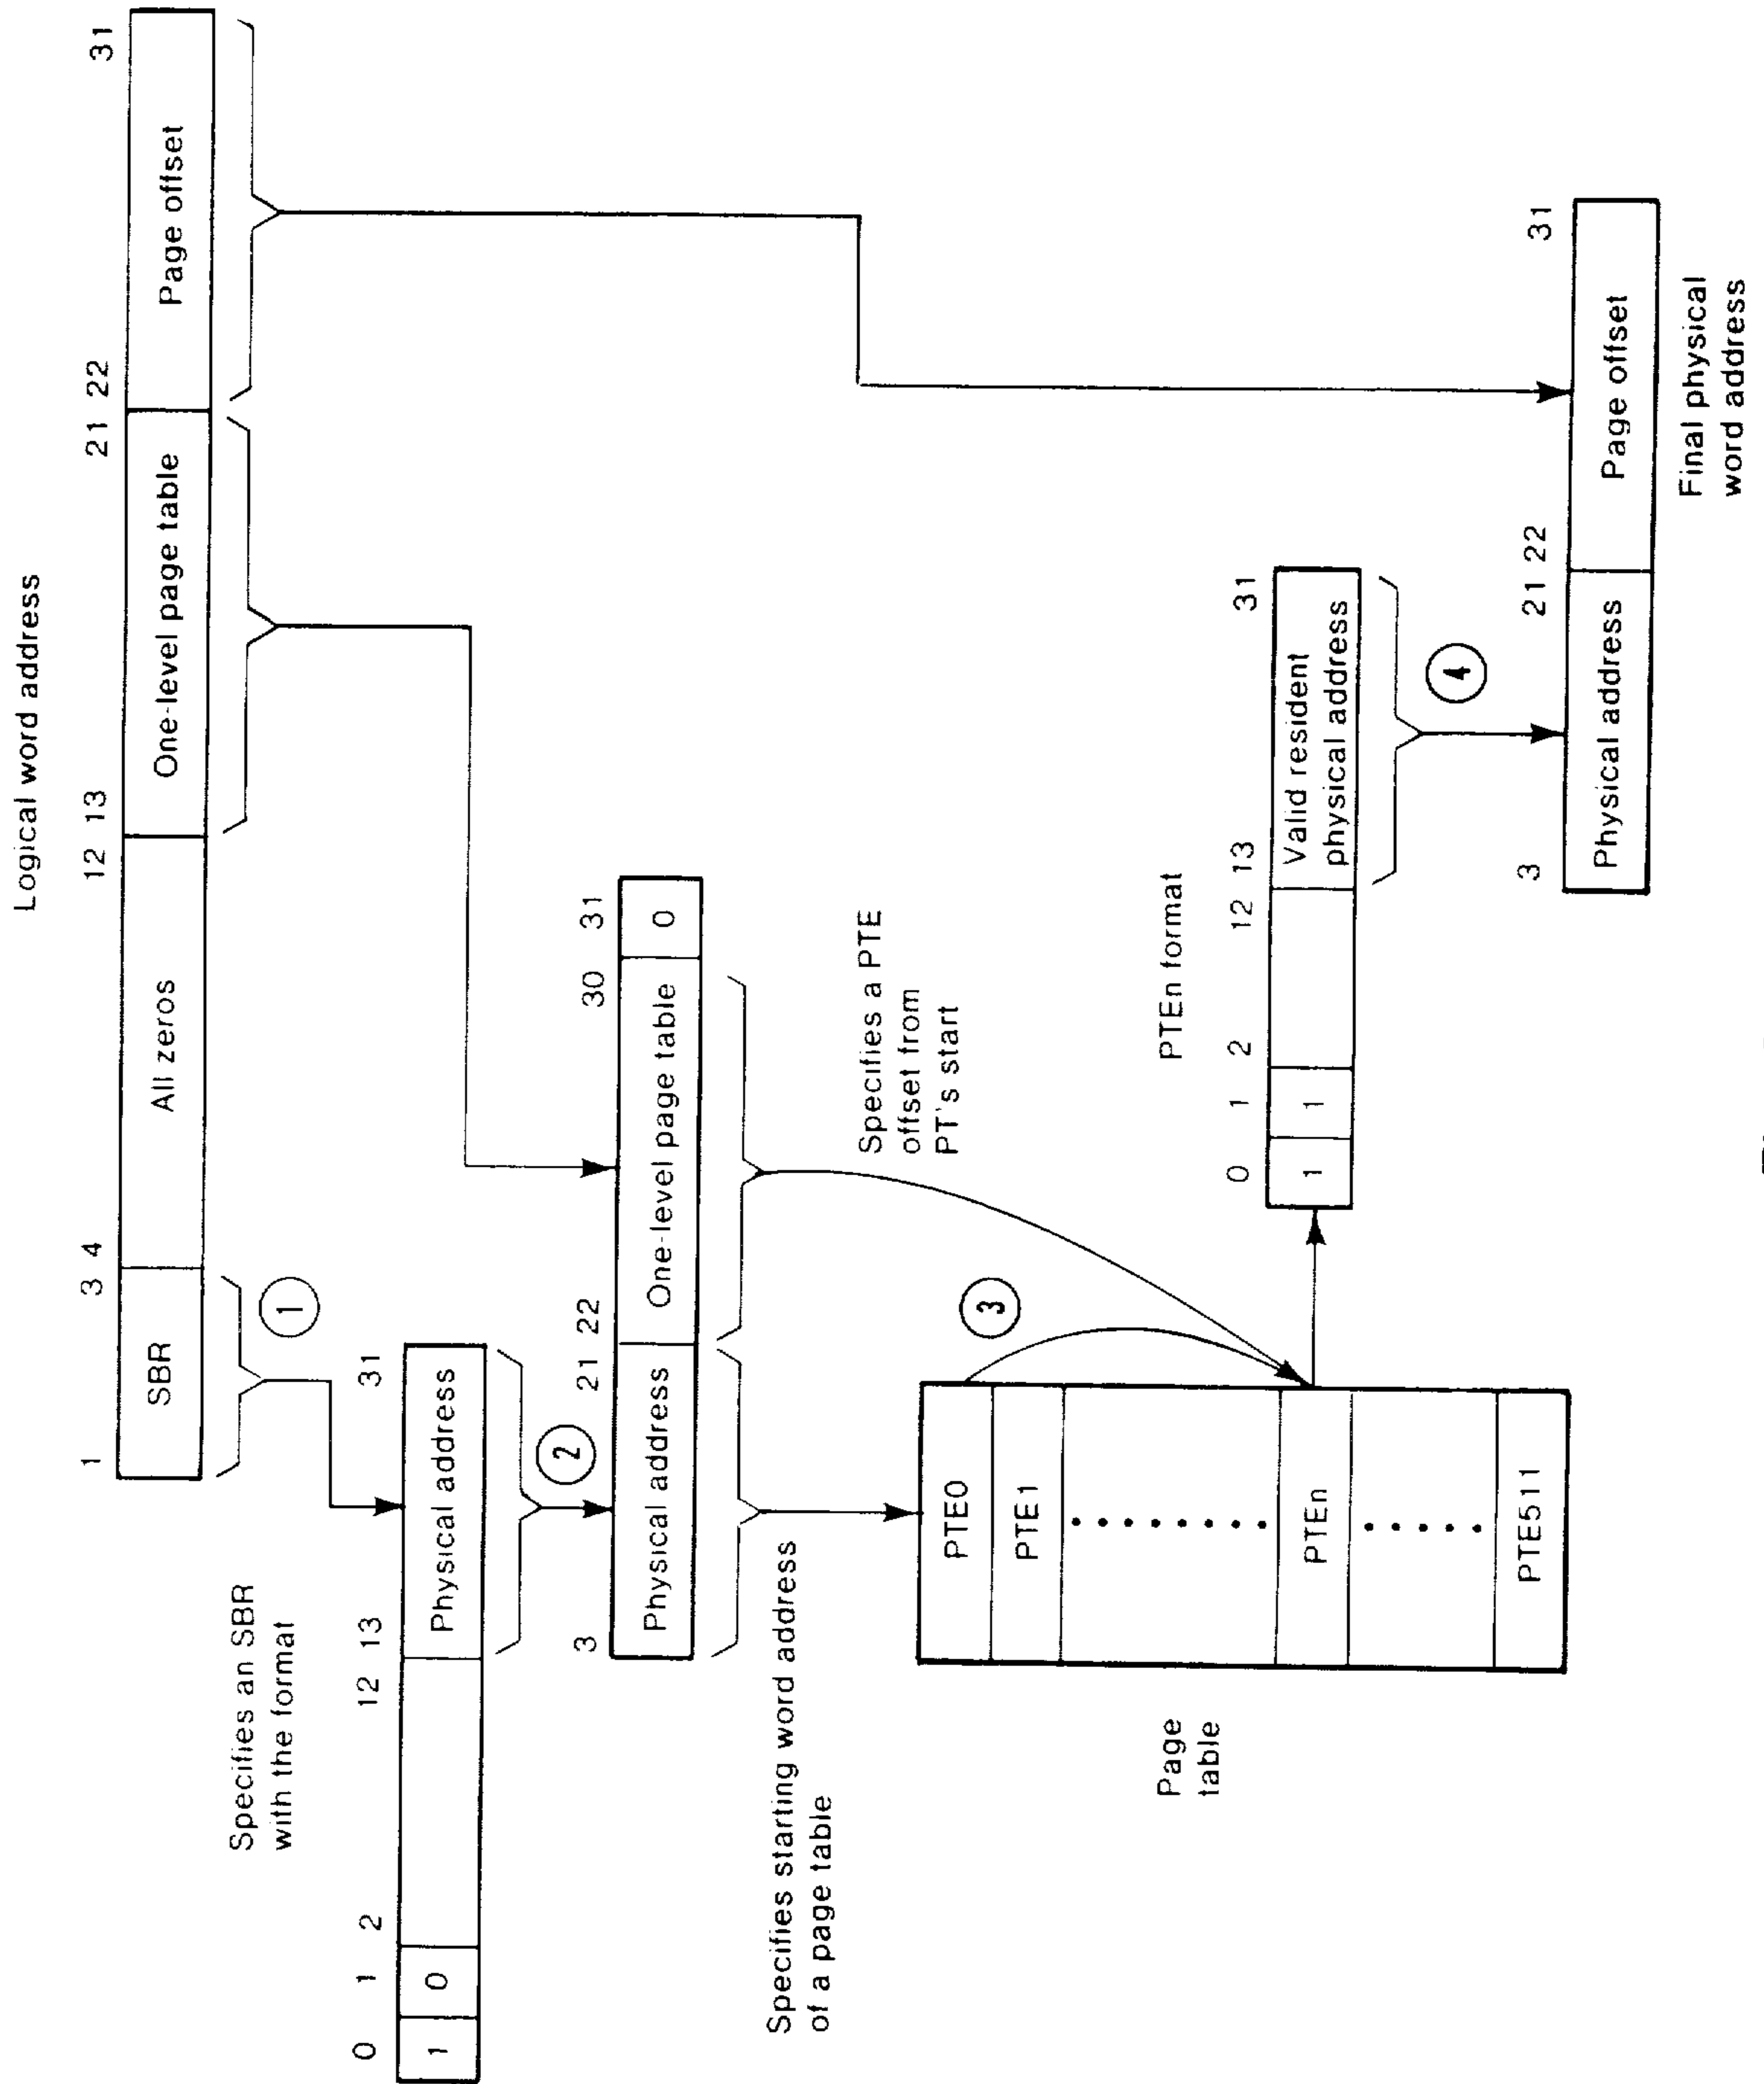 Logical word address
1 3 4 12 13 21 22 31
SBR All zeros One-level page table Page offset
1
Specifies an SBR
with the format
0 1 2 12 13 31
1 0 Physical address
2
3 21 22 30 31
Physical address One-level page table 0
Specifies starting word address
of a page table
Specifies a PTE
offset from
PT's start
3
PTE0
PTE1
PTEn
PTE511
Page
table
PTEn format
0 1 2 12 13 31
1 1 Valid resident
physical address
4
3 21 22 31
Physical address Page offset
Final physical
word address